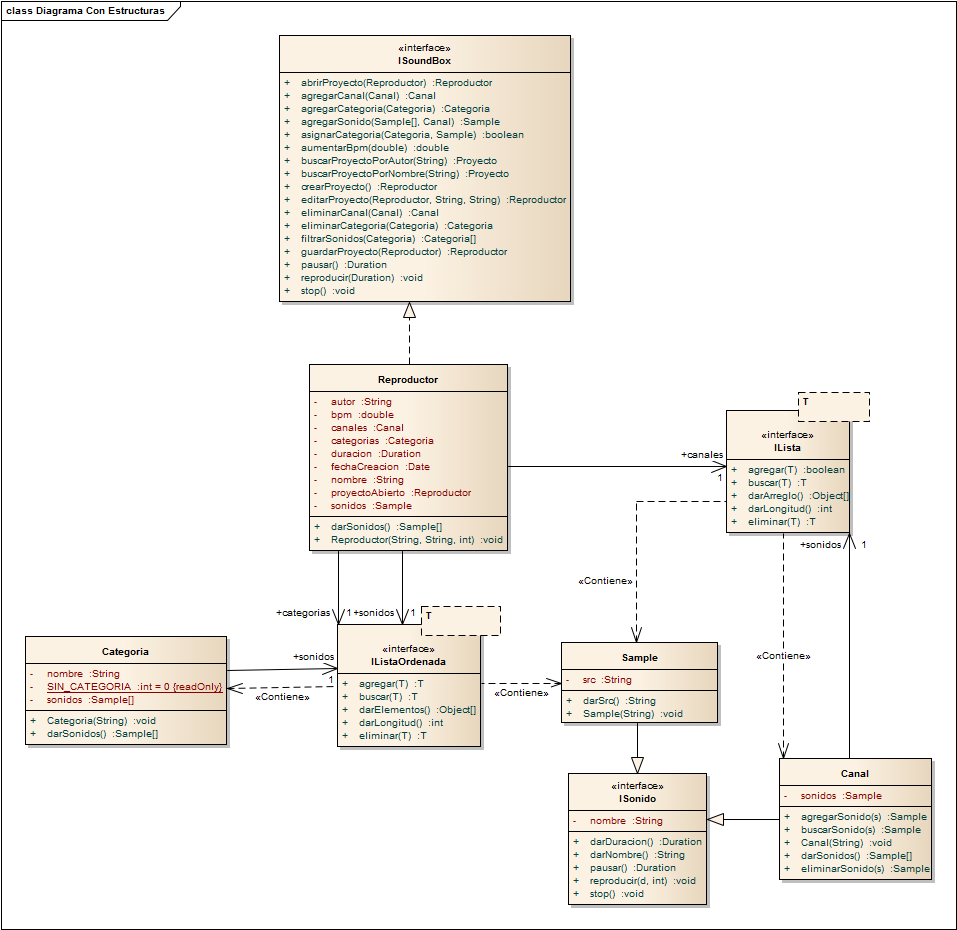 class Diagrama Con Estructuras
«interface»
ISoundBox
+ abrirProyecto(Reproductor) :Reproductor
+ agregarCanal(Canal) :Canal
+ agregarCategoria(Categoria) :Categoria
+ agregarSonido(Sample[], Canal) :Sample
+ asignarCategoria(Categoria, Sample) :boolean
+ aumentarBpm(double) :double
+ buscarProyectoPorAutor(String) :Proyecto
+ buscarProyectoPorNombre(String) :Proyecto
+ crearProyecto() :Reproductor
+ editarProyecto(Reproductor, String, String) :Reproductor
+ eliminarCanal(Canal) :Canal
+ eliminarCategoria(Categoria) :Categoria
+ filtrarSonidos(Categoria) :Categoria[]
+ guardarProyecto(Reproductor) :Reproductor
+ pausar() :Duration
+ reproducir(Duration) :void
+ stop() :void
Reproductor
- autor :String
- bpm :double
- canales :Canal
- categorias :Categoria
- duracion :Duration
- fechaCreacion :Date
- nombre :String
- proyectoAbierto :Reproductor
- sonidos :Sample
+ darSonidos() :Sample[]
+ Reproductor(String, String, int) :void
+canales
1
T
«interface»
ILista
+ agregar(T) :boolean
+ buscar(T) :T
+ darArreglo() :Object[]
+ darLongitud() :int
+ eliminar(T) :T
+sonidos 1
«Contiene»
«Contiene»
+categorias 1
+sonidos 1
T
«interface»
IListaOrdenada
+ agregar(T) :T
+ buscar(T) :T
+ darElementos() :Object[]
+ darLongitud() :int
+ eliminar(T) :T
+sonidos
1
«Contiene»
«Contiene»
Categoria
- nombre :String
- SIN_CATEGORIA :int = 0 {readOnly}
- sonidos :Sample[]
+ Categoria(String) :void
+ darSonidos() :Sample[]
Sample
- src :String
+ darSrc() :String
+ Sample(String) :void
«interface»
ISonido
- nombre :String
+ darDuracion() :Duration
+ darNombre() :String
+ pausar() :Duration
+ reproducir(d, int) :void
+ stop() :void
Canal
- sonidos :Sample
+ agregarSonido(s) :Sample
+ buscarSonido(s) :Sample
+ Canal(String) :void
+ darSonidos() :Sample[]
+ eliminarSonido(s) :Sample